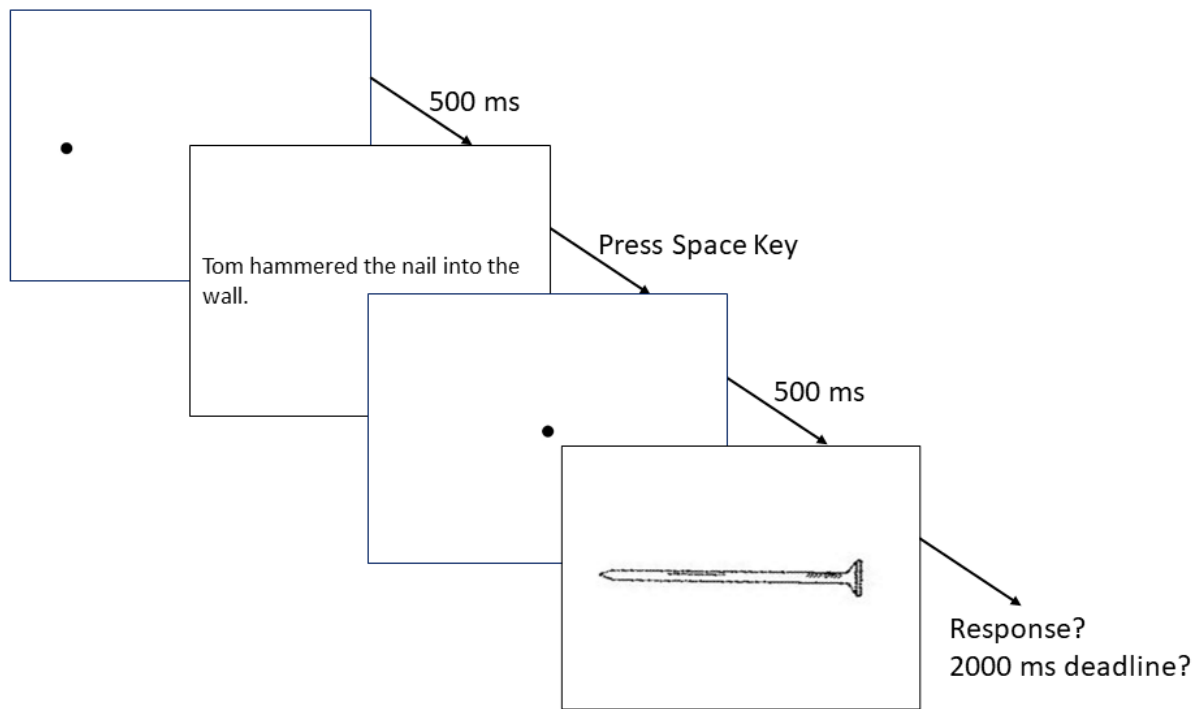 500 ms
Tom hammered the nail into the
wall.
Press Space Key
500 ms
Response?
2000 ms deadline?